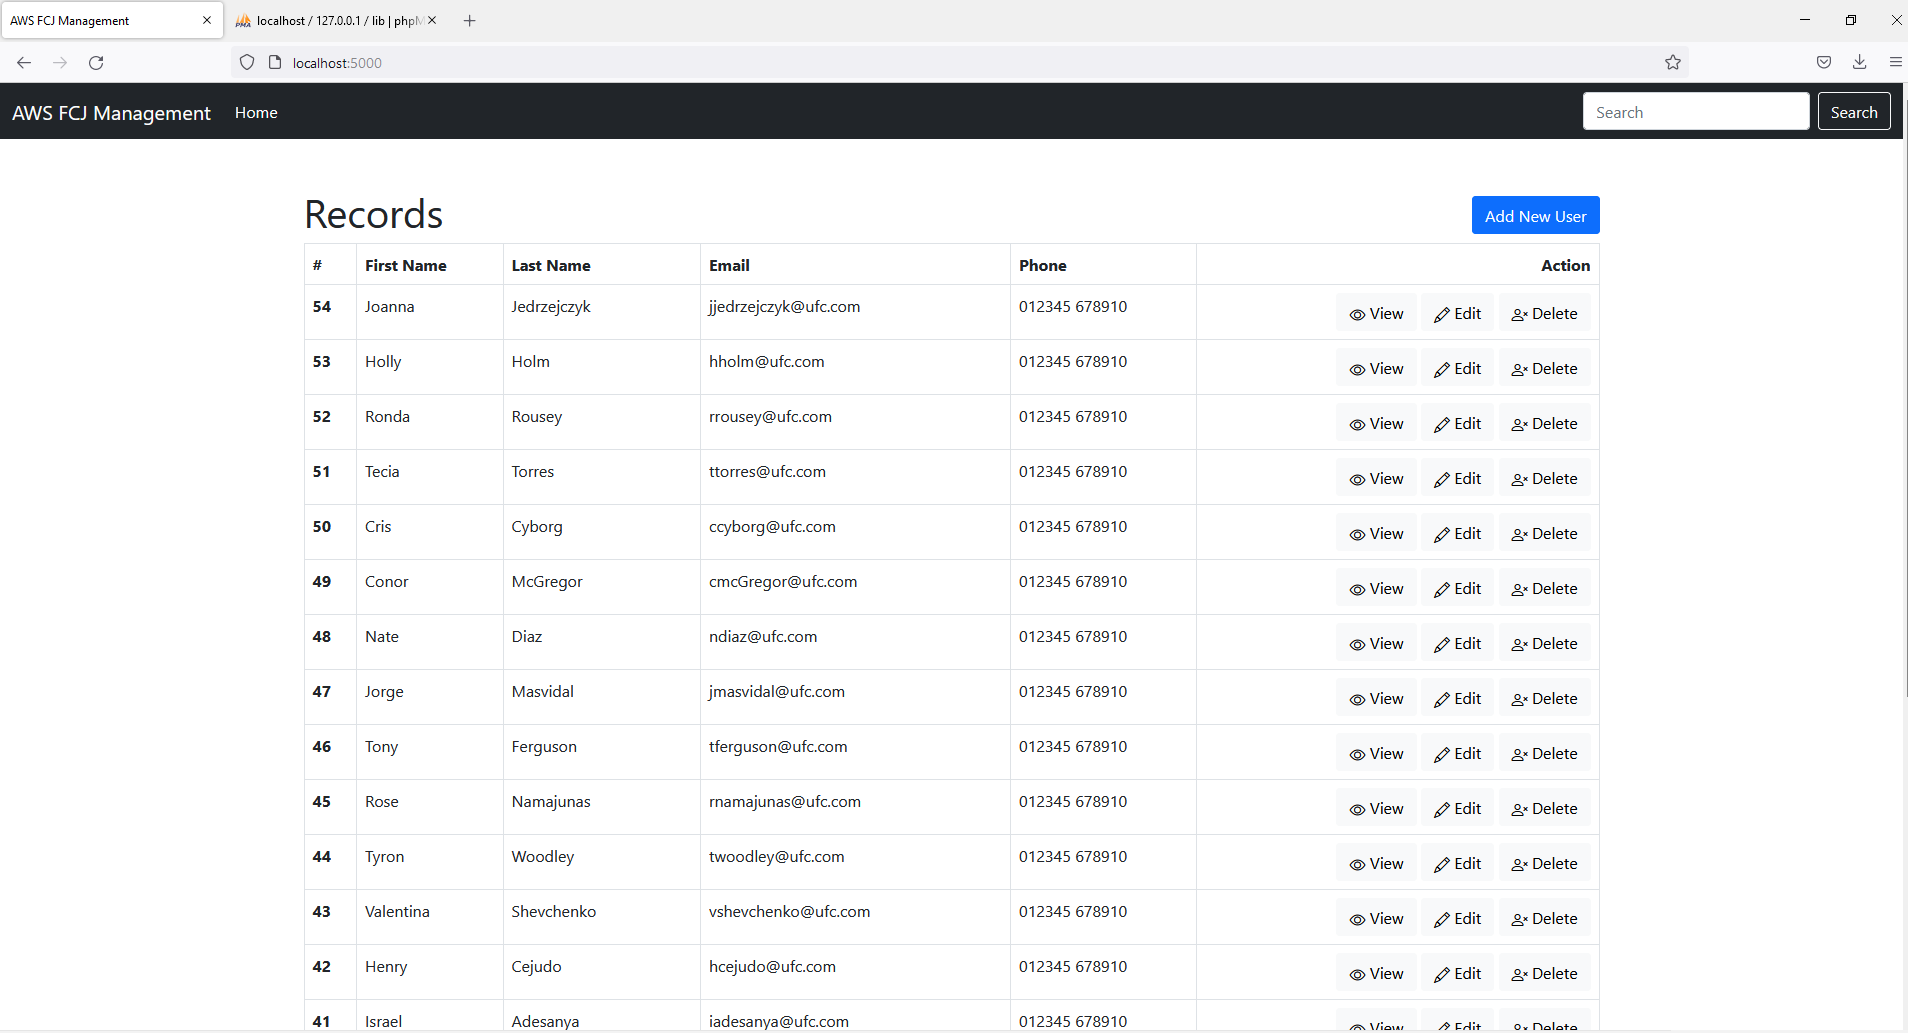 AWS FCJ Management
localhost / 127.0.0.1 / lib | phpM
localhost:5000
AWS FCJ Management Home Search Search
Records Add New User
# First Name Last Name Email Phone Action
54 Joanna Jedrzejczyk jjedrzejczyk@ufc.com 012345 678910 View Edit Delete
53 Holly Holm hholm@ufc.com 012345 678910 View Edit Delete
52 Ronda Rousey rrousey@ufc.com 012345 678910 View Edit Delete
51 Tecia Torres ttorres@ufc.com 012345 678910 View Edit Delete
50 Cris Cyborg ccyborg@ufc.com 012345 678910 View Edit Delete
49 Conor McGregor cmcGregor@ufc.com 012345 678910 View Edit Delete
48 Nate Diaz ndiaz@ufc.com 012345 678910 View Edit Delete
47 Jorge Masvidal jmasvidal@ufc.com 012345 678910 View Edit Delete
46 Tony Ferguson tferguson@ufc.com 012345 678910 View Edit Delete
45 Rose Namajunas rnamajunas@ufc.com 012345 678910 View Edit Delete
44 Tyron Woodley twoodley@ufc.com 012345 678910 View Edit Delete
43 Valentina Shevchenko vshevchenko@ufc.com 012345 678910 View Edit Delete
42 Henry Cejudo hcejudo@ufc.com 012345 678910 View Edit Delete
41 Israel Adesanya iadesanya@ufc.com 012345 678910 View Edit Delete